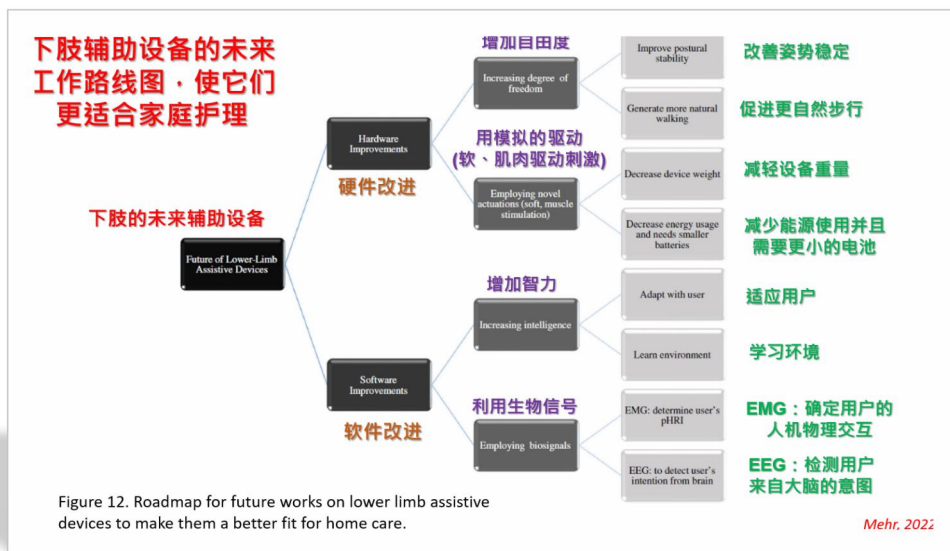 下肢辅助设备的未来
工作路线图，使它们
更适合家庭护理
增加自由度
Increasing degree of
freedom
Improve postural
stability
改善姿势稳定
Generate more natural
walking
促进更自然步行
Hardware
Improvements
硬件改进
用模拟的驱动
(软、肌肉驱动刺激)
Employing novel
actuations (soft, muscle
stimulation)
Decrease device weight
减轻设备重量
Decrease energy usage
and needs smaller
batteries
减少能源使用并且
需要更小的电池
下肢的未来辅助设备
Future of Lower-Limb
Assistive Devices
增加智力
Increasing intelligence
Adapt with user
适应用户
Learn environment
学习环境
Software
Improvements
软件改进
利用生物信号
Employing biosignals
EMG: determine user's
pHRI
EMG：确定用户的
人机物理交互
EEG: to detect user's
intention from brain
EEG：检测用户
来自大脑的意图
Figure 12. Roadmap for future works on lower limb assistive
devices to make them a better fit for home care.
Mehr, 2022